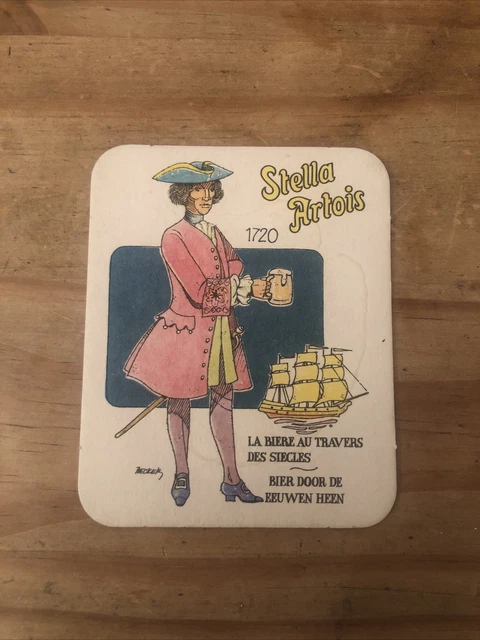 Stella
Artois
1720
LA BIERE AU TRAVERS
DES SIECLES
BIER DOOR DE
EEUWEN HEEN